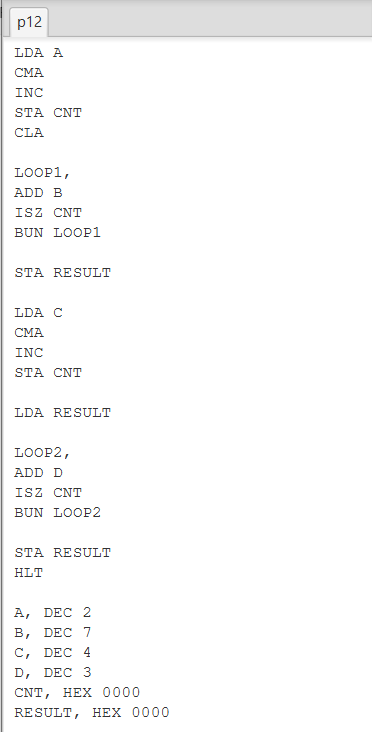 p12
LDA A
CMA
INC
STA CNT
CLA
LOOP1,
ADD B
ISZ CNT
BUN LOOP1
STA RESULT
LDA C
CMA
INC
STA CNT
LDA RESULT
LOOP2,
ADD D
ISZ CNT
BUN LOOP2
STA RESULT
HLT
A, DEC 2
B, DEC 7
C, DEC 4
D, DEC 3
CNT, HEX 0000
RESULT, HEX 0000